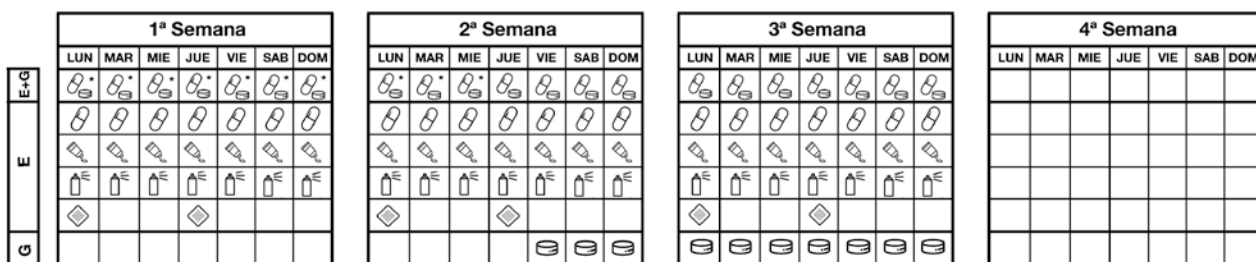 1ª Semana 2ª Semana 3ª Semana 4ª Semana
LUN MAR MIE JUE VIE SAB DOM LUN MAR MIE JUE VIE SAB DOM LUN MAR MIE JUE VIE SAB DOM LUN MAR MIE JUE VIE SAB DOM
E+G * * * * * * * * * *
E
G